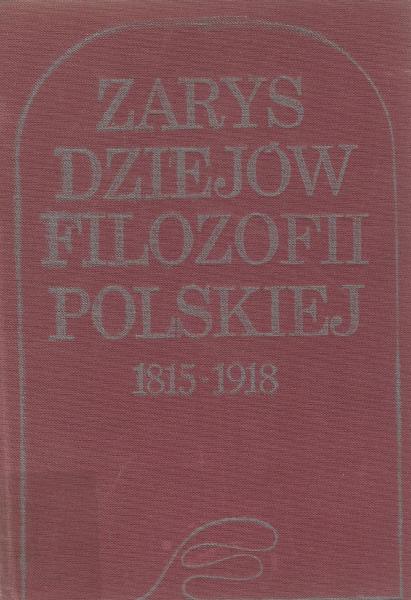 ZARYS
DZIEJÓW
FILOZOFII
POLSKIEJ
1815-1918